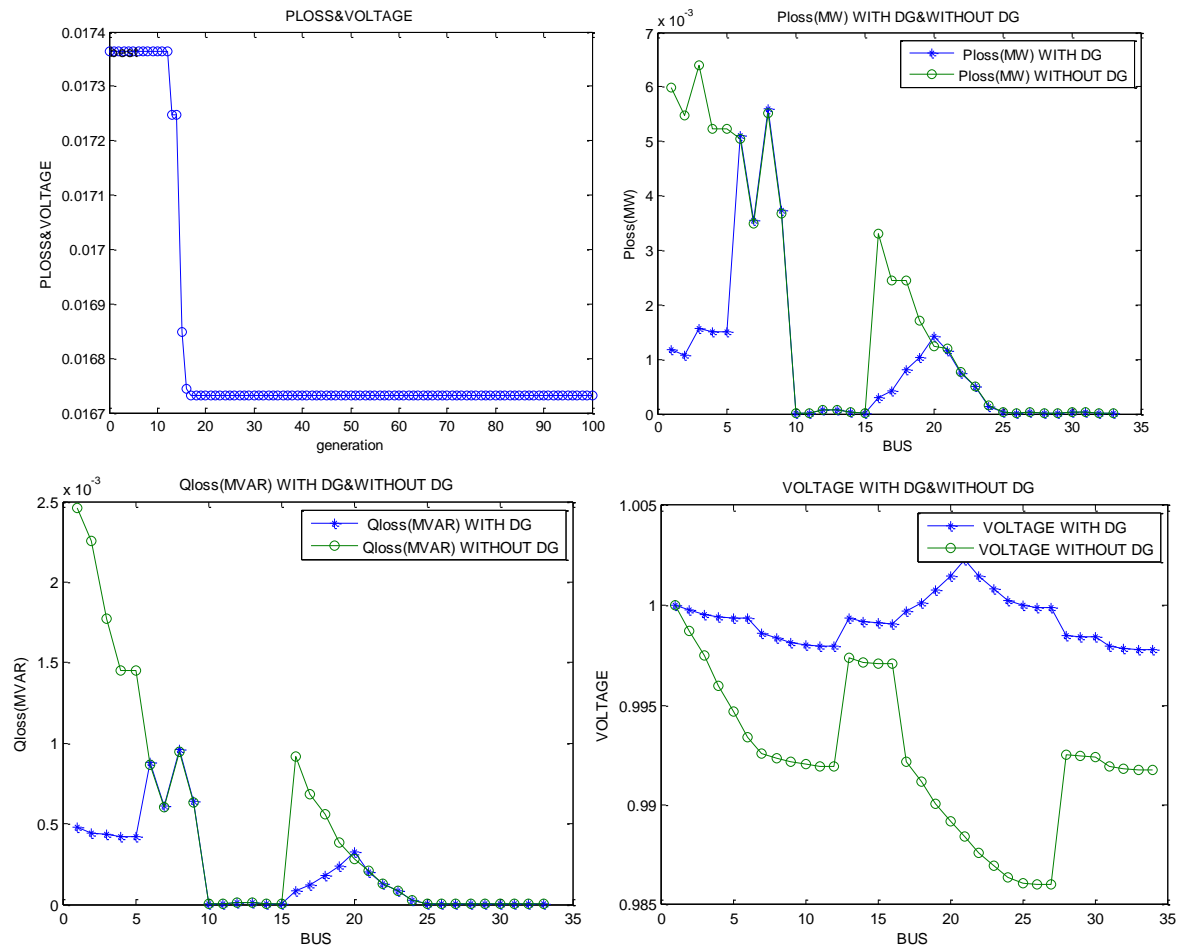 PLOSS&VOLTAGE
0.0174
0.0173
0.0172
0.0171
0.017
0.0169
0.0168
0.0167
PLOSS&VOLTAGE
best
0 10 20 30 40 50 60 70 80 90 100
generation
Ploss(MW) WITH DG&WITHOUT DG
x 10^-3
7
6
5
4
3
2
1
0
Ploss(MW)
Ploss(MW) WITH DG
Ploss(MW) WITHOUT DG
0 5 10 15 20 25 30 35
BUS
Qloss(MVAR) WITH DG&WITHOUT DG
x 10^-3
2.5
2
1.5
1
0.5
0
Qloss(MVAR)
Qloss(MVAR) WITH DG
Qloss(MVAR) WITHOUT DG
0 5 10 15 20 25 30 35
BUS
VOLTAGE WITH DG&WITHOUT DG
1.005
1
0.995
0.99
0.985
VOLTAGE
VOLTAGE WITH DG
VOLTAGE WITHOUT DG
0 5 10 15 20 25 30 35
BUS